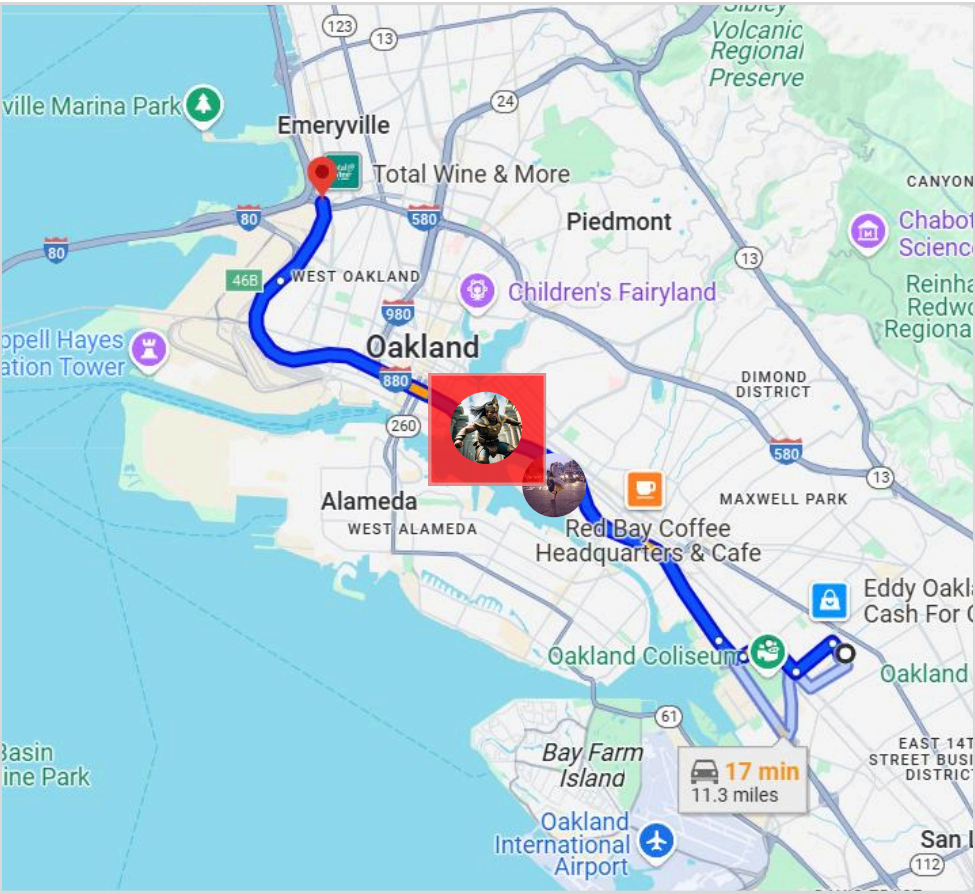 Sibley
Volcanic
Regional
Preserve
123
13
24
ville Marina Park
Emeryville
Total Wine & More
CANYON
80
580
80
Piedmont
Chabot
Science
13
46B
WEST OAKLAND
Children's Fairyland
Reinha
Redwo
Regiona
980
ppell Hayes
ation Tower
Oakland
880
DIMOND
DISTRICT
260
580
13
Alameda
WEST ALAMEDA
MAXWELL PARK
Red Bay Coffee
Headquarters & Cafe
Eddy Oakl
Cash For
Oakland Coliseum
Oakland
61
Basin
ine Park
Bay Farm
Island
EAST 14T
STREET BUSI
DISTRIC
17 min
11.3 miles
Oakland
International
Airport
San L
112